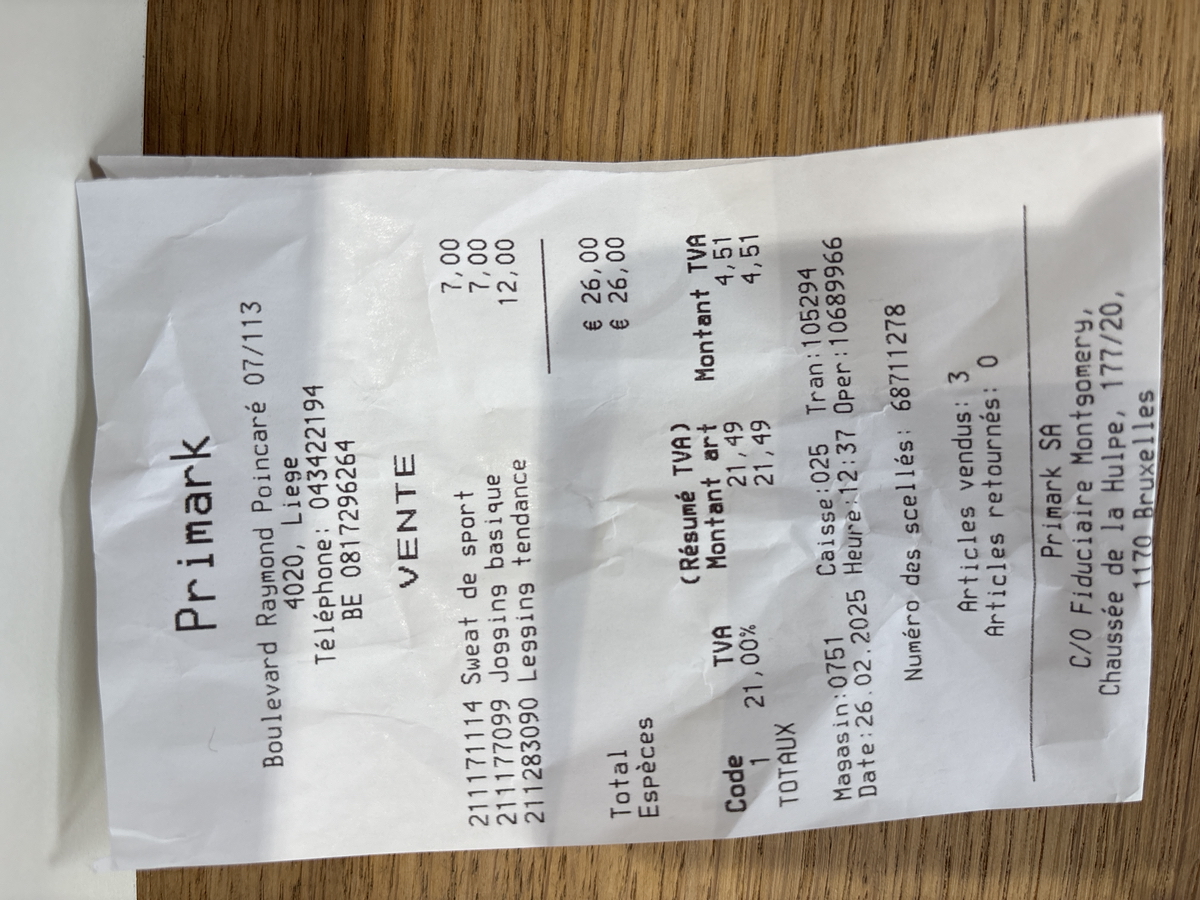 Primark
Boulevard Raymond Poincaré 07/113
4020, Liege
Téléphone: 043422194
BE 0817296264
VENTE
211171114 Sweat de sport 7,00
211177099 Jogging basique 7,00
211283090 Legging tendance 12,00
Total € 26,00
Espèces € 26,00
(Résumé TVA)
Code TVA Montant art Montant TVA
1 21,00% 21,49 4,51
TOTAUX 21,49 4,51
Magasin:0751 Caisse:025 Tran:105294
Date:26.02.2025 Heure:12:37 Oper:10689966
Numéro des scellés: 68711278
Articles vendus: 3
Articles retournés: 0
Primark SA
C/O Fiduciaire Montgomery,
Chaussée de la Hulpe, 177/20,
1170 Bruxelles